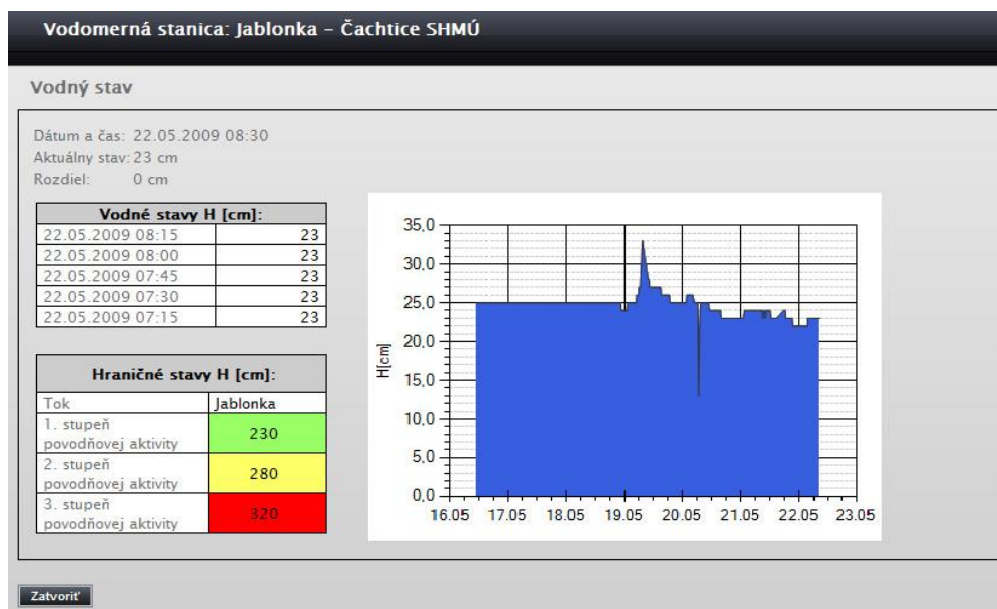 Vodomerná stanica: Jablonka – Čachtice SHMÚ
Vodný stav
Dátum a čas: 22.05.2009 08:30
Aktuálny stav: 23 cm
Rozdiel: 0 cm
Vodné stavy H [cm]:
22.05.2009 08:15 23
22.05.2009 08:00 23
22.05.2009 07:45 23
22.05.2009 07:30 23
22.05.2009 07:15 23
Hraničné stavy H [cm]:
Tok Jablonka
1. stupeň
povodňovej aktivity 230
2. stupeň
povodňovej aktivity 280
3. stupeň
povodňovej aktivity 320
H[cm]
35,0
30,0
25,0
20,0
15,0
10,0
5,0
0,0
16.05 17.05 18.05 19.05 20.05 21.05 22.05 23.05
Zatvoriť